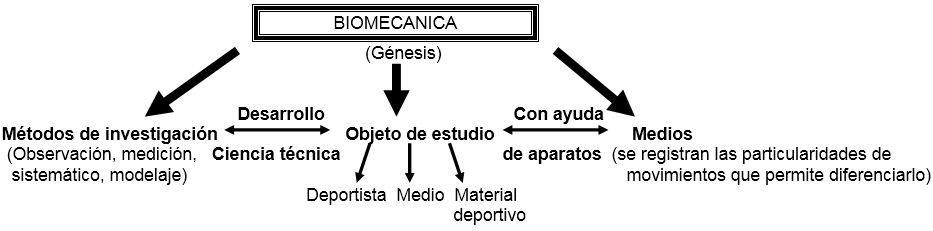 BIOMECANICA
(Génesis)
Desarrollo
Con ayuda
Métodos de investigación
Objeto de estudio
Medios
(Observación, medición,
Ciencia técnica
de aparatos
(se registran las particularidades de
sistemático, modelaje)
movimientos que permite diferenciarlo)
Deportista
Medio
Material
deportivo